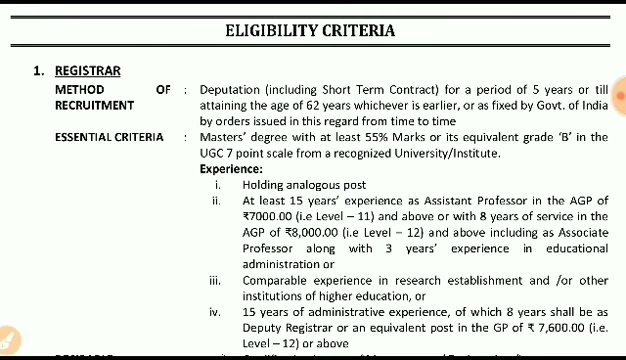 ELIGIBILITY CRITERIA
1. REGISTRAR
METHOD OF : Deputation (including Short Term Contract) for a period of 5 years or till
RECRUITMENT attaining the age of 62 years whichever is earlier, or as fixed by Govt. of India
by orders issued in this regard from time to time
ESSENTIAL CRITERIA : Masters' degree with at least 55% Marks or its equivalent grade 'B' in the
UGC 7 point scale from a recognized University/Institute.
Experience:
i. Holding analogous post
ii. At least 15 years' experience as Assistant Professor in the AGP of
₹7000.00 (i.e Level – 11) and above or with 8 years of service in the
AGP of ₹8,000.00 (i.e Level – 12) and above including as Associate
Professor along with 3 years' experience in educational
administration or
iii. Comparable experience in research establishment and /or other
institutions of higher education, or
iv. 15 years of administrative experience, of which 8 years shall be as
Deputy Registrar or an equivalent post in the GP of ₹ 7,600.00 (i.e.
Level – 12) or above